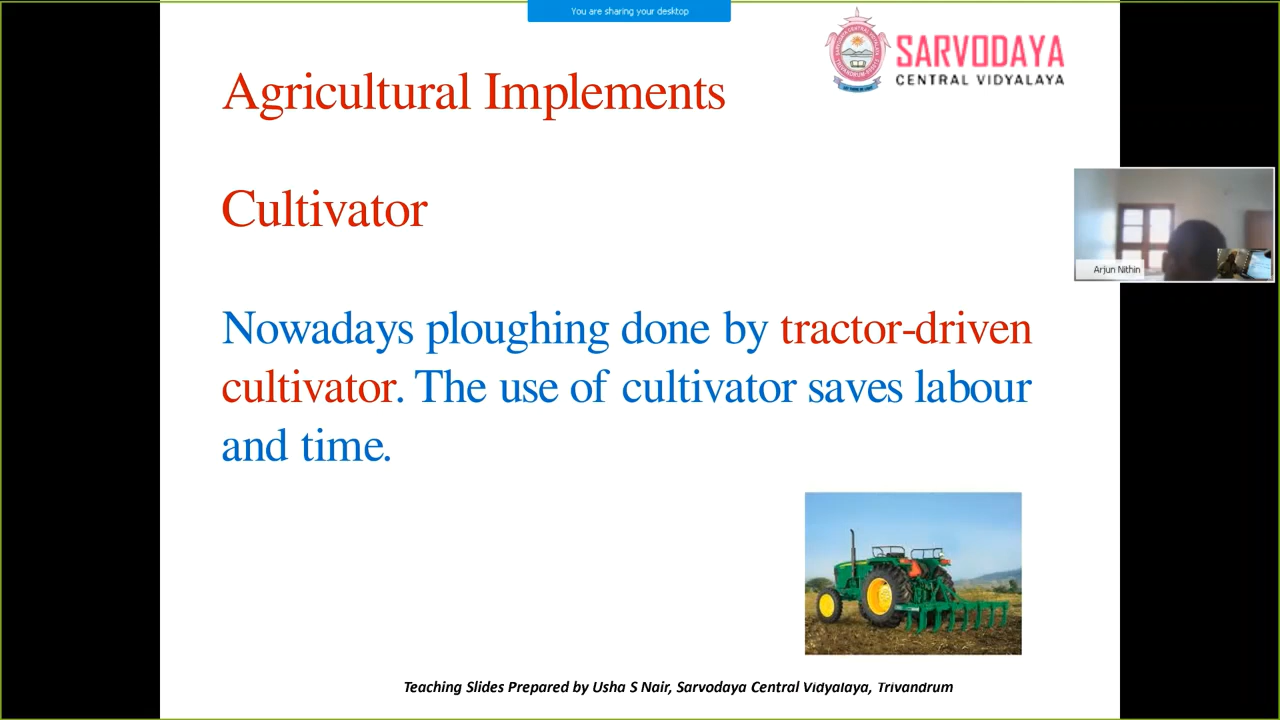 You are sharing your desktop
SARVODAYA
CENTRAL VIDYALAYA
Agricultural Implements
Cultivator
Arjun Nithin
Nowadays ploughing done by tractor-driven
cultivator. The use of cultivator saves labour
and time.
Teaching Slides Prepared by Usha S Nair, Sarvodaya Central Vidyalaya, Trivandrum